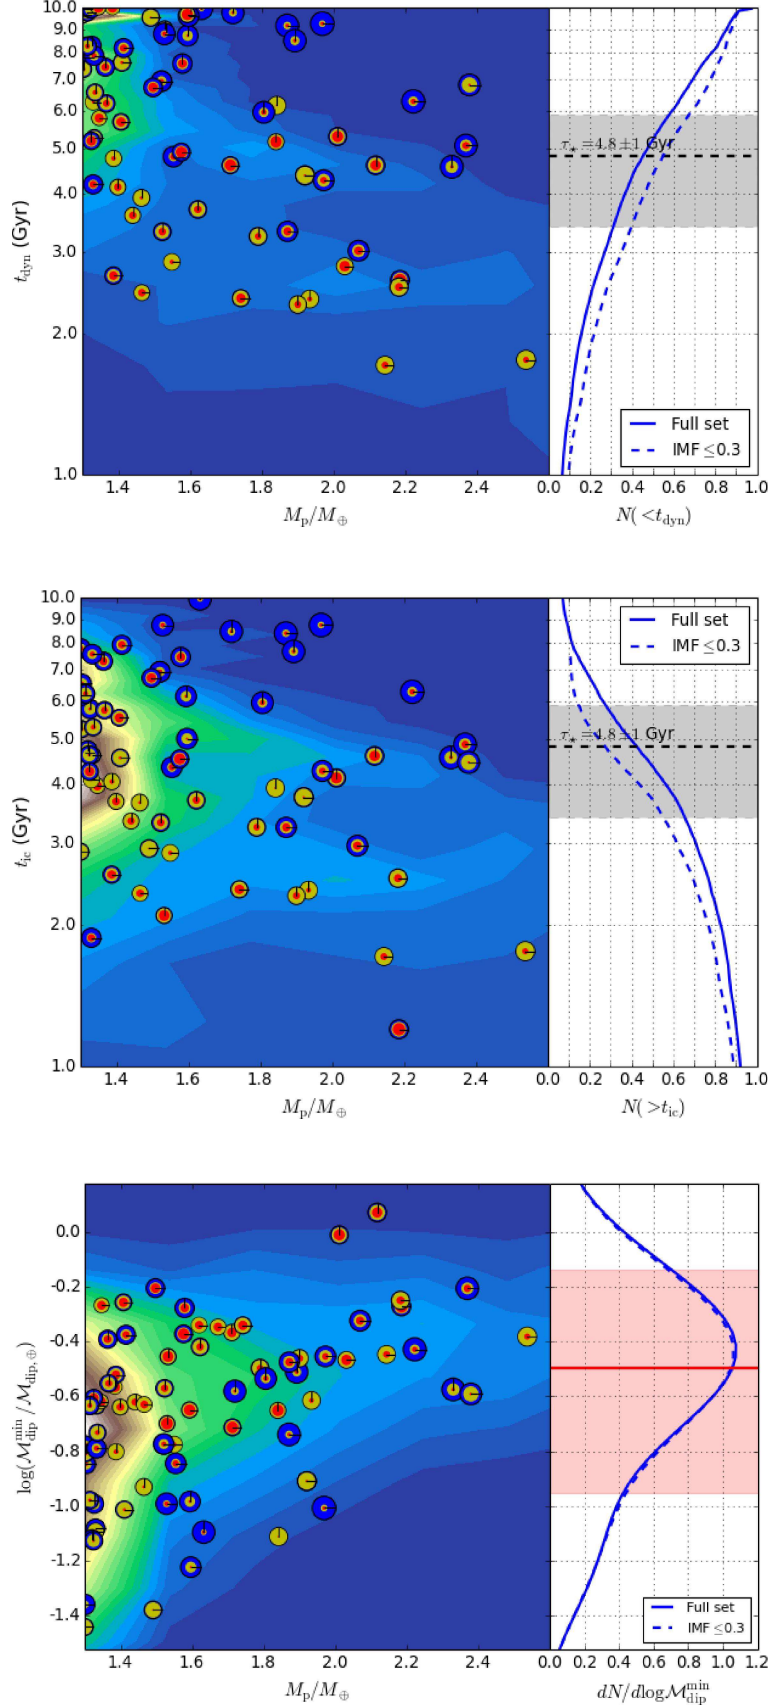 10.0
9.0
8.0
7.0
6.0
5.0
4.0
3.0
2.0
1.0
t_dyn (Gyr)
1.4 1.6 1.8 2.0 2.2 2.4
M_p/M_⊕
τ⋆ = 4.8 ± 1 Gyr
Full set
IMF ≤0.3
0.0 0.2 0.4 0.6 0.8 1.0
N(<t_dyn)
10.0
9.0
8.0
7.0
6.0
5.0
4.0
3.0
2.0
1.0
t_ic (Gyr)
1.4 1.6 1.8 2.0 2.2 2.4
M_p/M_⊕
Full set
IMF ≤0.3
τ⋆ = 4.8 ± 1 Gyr
0.0 0.2 0.4 0.6 0.8 1.0
N(>t_ic)
0.0
-0.2
-0.4
-0.6
-0.8
-1.0
-1.2
-1.4
log(M_dip^min/M_dip,⊕)
1.4 1.6 1.8 2.0 2.2 2.4
M_p/M_⊕
Full set
IMF ≤0.3
0.0 0.2 0.4 0.6 0.8 1.0 1.2
dN/dlogM_dip^min